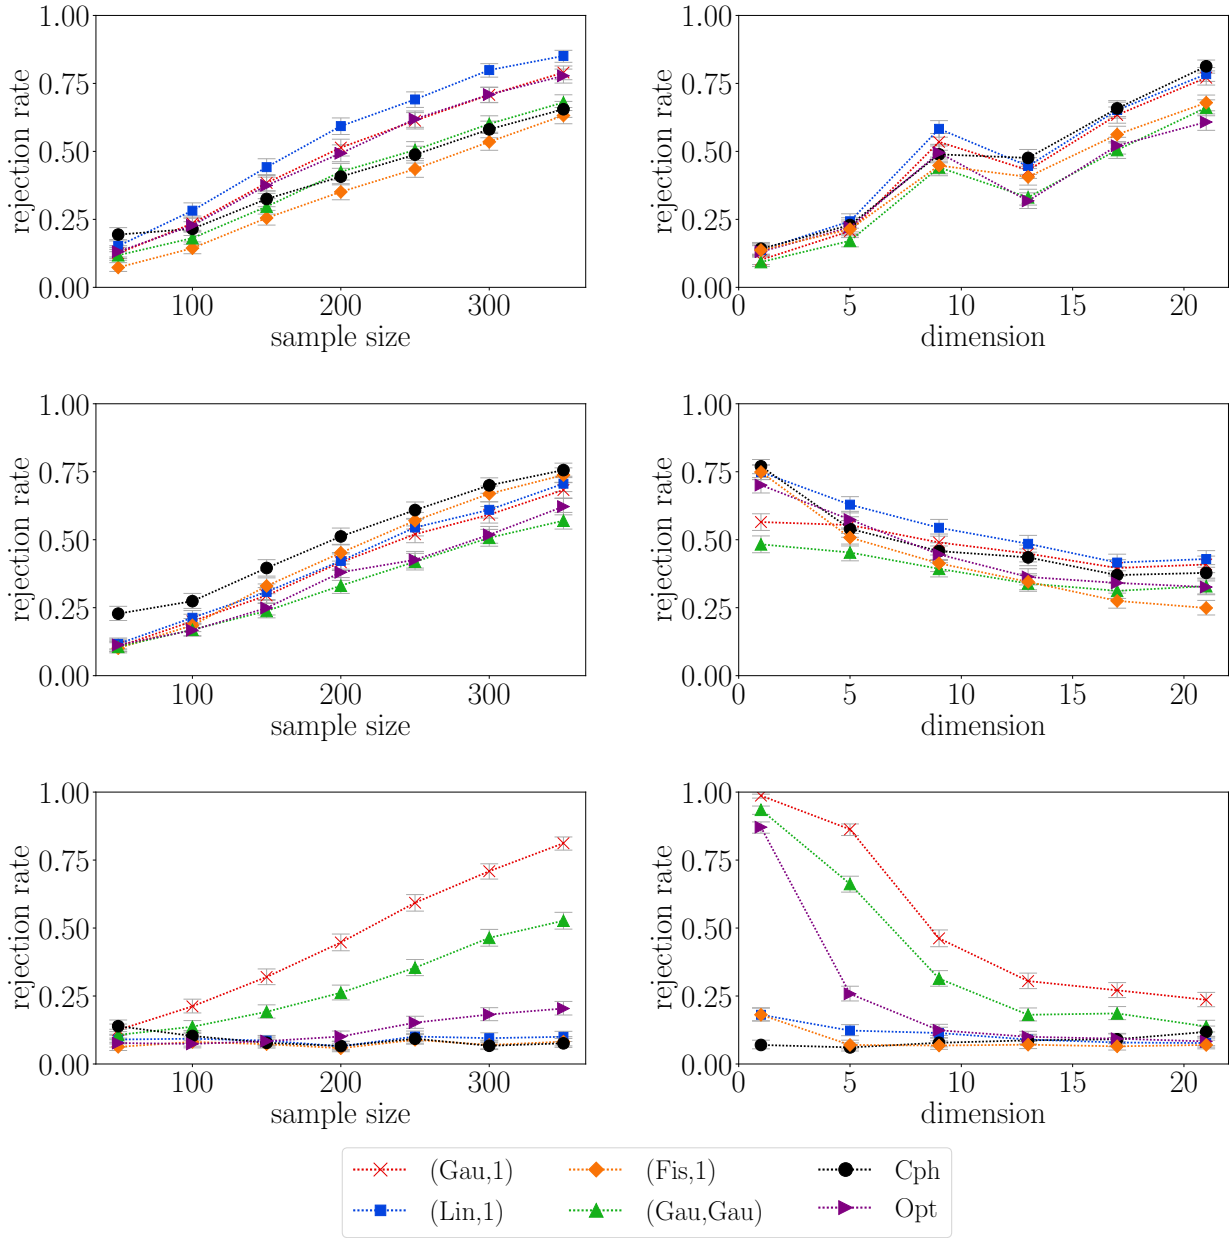 1.00
0.75
0.50
0.25
0.00
rejection rate
100 200 300
sample size
1.00
0.75
0.50
0.25
0.00
rejection rate
0 5 10 15 20
dimension
1.00
0.75
0.50
0.25
0.00
rejection rate
100 200 300
sample size
1.00
0.75
0.50
0.25
0.00
rejection rate
0 5 10 15 20
dimension
1.00
0.75
0.50
0.25
0.00
rejection rate
100 200 300
sample size
1.00
0.75
0.50
0.25
0.00
rejection rate
0 5 10 15 20
dimension
(Gau,1) (Fis,1) Cph
(Lin,1) (Gau,Gau) Opt